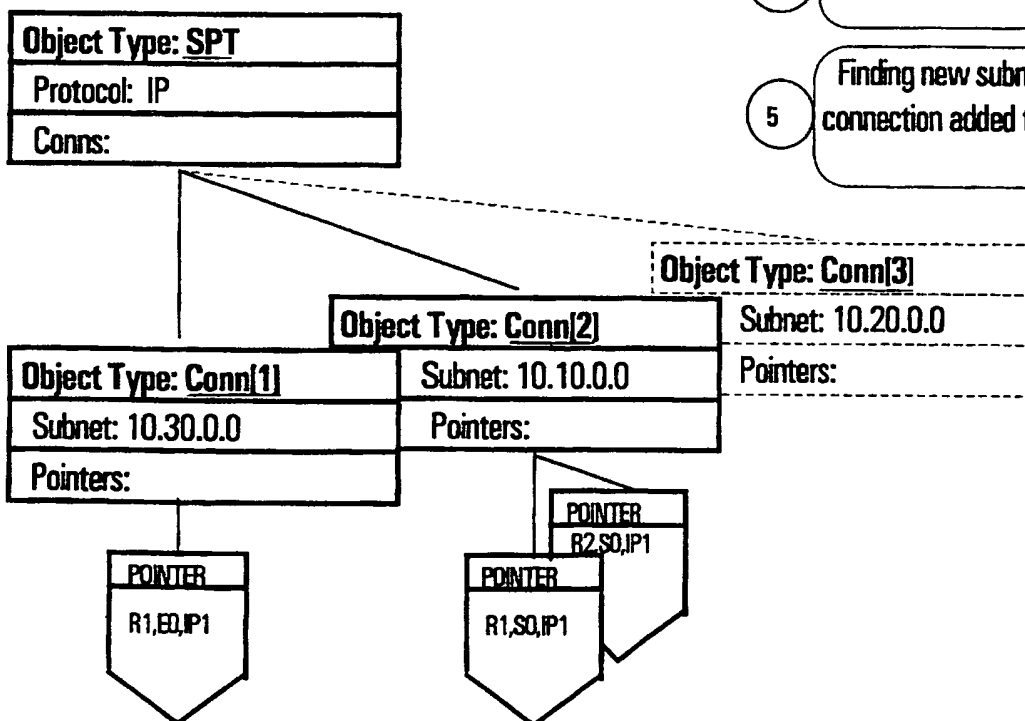 Object Type: SPT
Protocol: IP
Conns:
Finding new subn
5
connection added t
Object Type: Conn[3]
Subnet: 10.20.0.0
Pointers:
Object Type: Conn[2]
Subnet: 10.10.0.0
Pointers:
Object Type: Conn[1]
Subnet: 10.30.0.0
Pointers:
POINTER
R1,E0,IP1
POINTER
R1,S0,IP1
POINTER
R2,S0,IP1